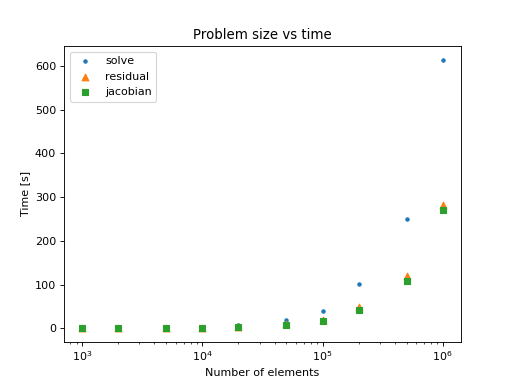 Problem size vs time
solve
residual
jacobian
600
500
400
300
200
100
0
Time [s]
10³
10⁴
10⁵
10⁶
Number of elements